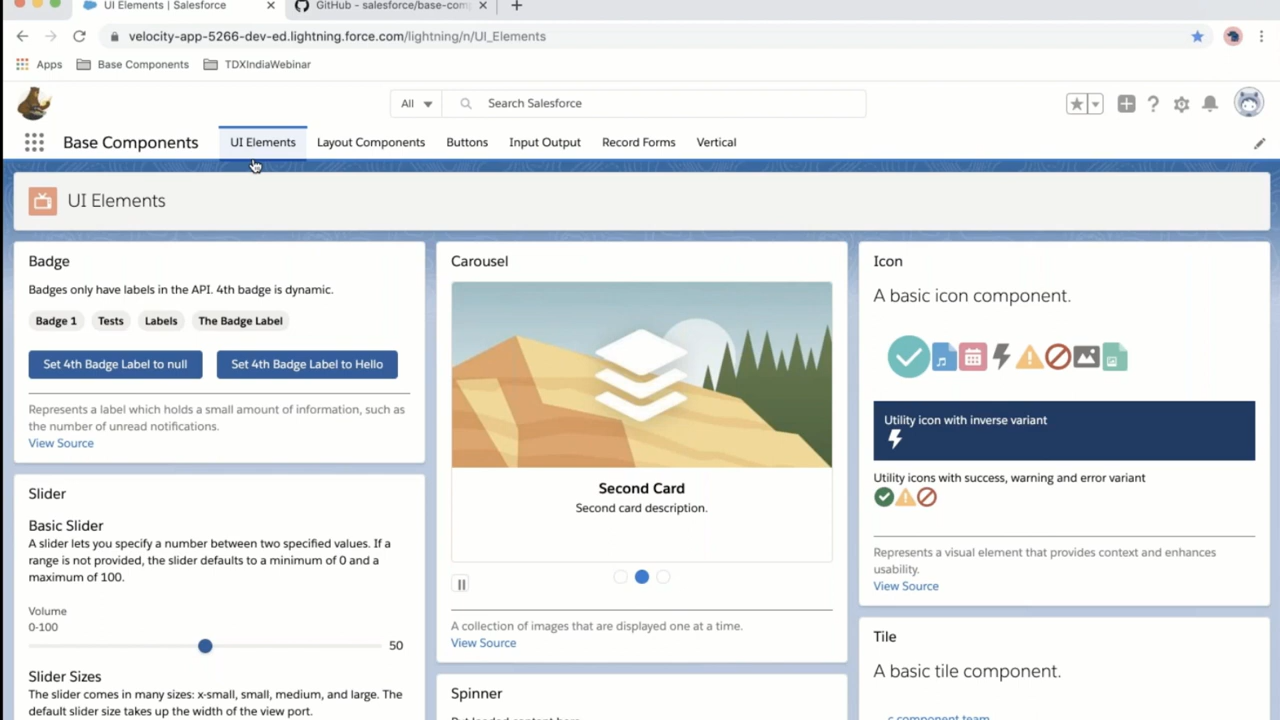 UI Elements | Salesforce
GitHub - salesforce/base-com
velocity-app-5266-dev-ed.lightning.force.com/lightning/n/UI_Elements
Apps
Base Components
TDXIndiaWebinar
All
Search Salesforce
Base Components
UI Elements
Layout Components
Buttons
Input Output
Record Forms
Vertical
UI Elements
Badge
Badges only have labels in the API. 4th badge is dynamic.
Badge 1
Tests
Labels
The Badge Label
Set 4th Badge Label to null
Set 4th Badge Label to Hello
Represents a label which holds a small amount of information, such as
the number of unread notifications.
View Source
Slider
Basic Slider
A slider lets you specify a number between two specified values. If a
range is not provided, the slider defaults to a minimum of 0 and a
maximum of 100.
Volume
0-100
50
Slider Sizes
The slider comes in many sizes: x-small, small, medium, and large. The
default slider size takes up the width of the view port.
Carousel
Second Card
Second card description.
A collection of images that are displayed one at a time.
View Source
Spinner
Icon
A basic icon component.
Utility icon with inverse variant
Utility icons with success, warning and error variant
Represents a visual element that provides context and enhances
usability.
View Source
Tile
A basic tile component.
c component team